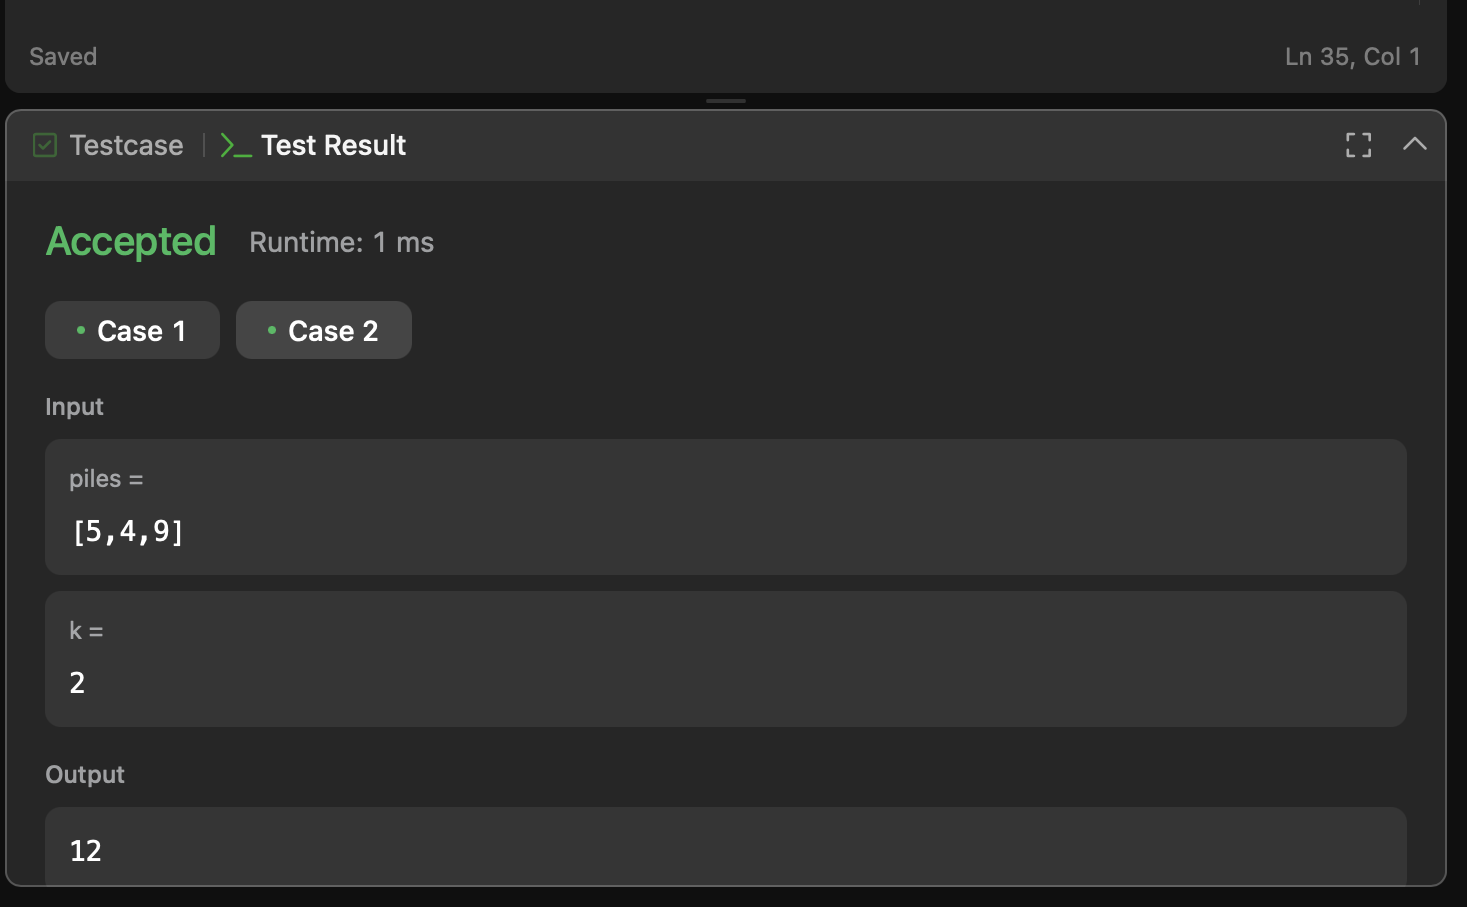 Saved Ln 35, Col 1
Testcase Test Result
Accepted Runtime: 1 ms
Case 1 Case 2
Input
piles =
[5,4,9]
k =
2
Output
12